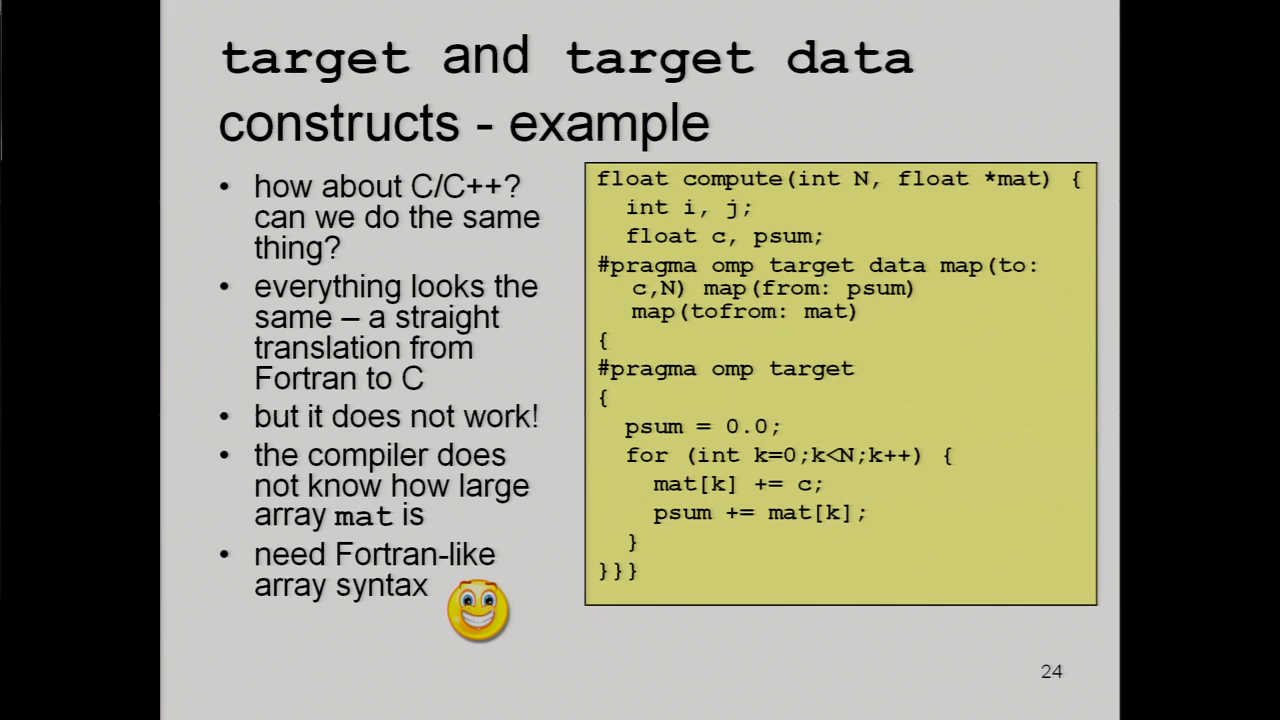 target and target data
constructs - example
• how about C/C++?
can we do the same
thing?
• everything looks the
same – a straight
translation from
Fortran to C
• but it does not work!
• the compiler does
not know how large
array mat is
• need Fortran-like
array syntax
float compute(int N, float *mat) {
int i, j;
float c, psum;
#pragma omp target data map(to:
c,N) map(from: psum)
map(tofrom: mat)
{
#pragma omp target
{
psum = 0.0;
for (int k=0;k<N;k++) {
mat[k] += c;
psum += mat[k];
}
}}}
24